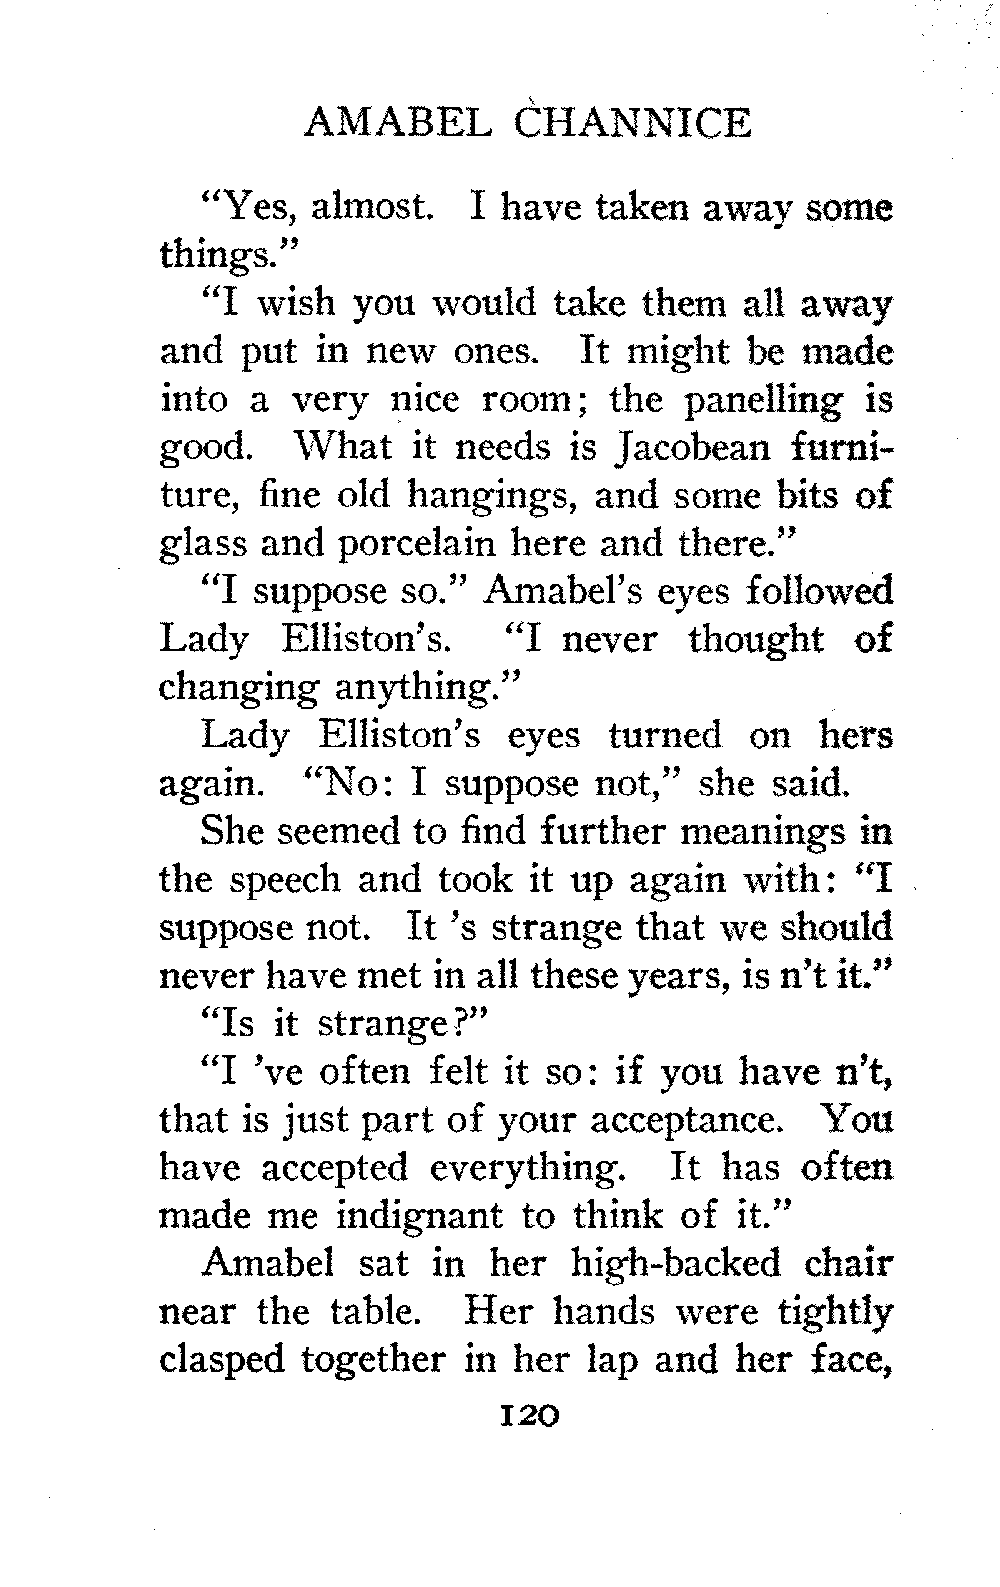 AMABEL CHANNICE
“Yes, almost. I have taken away some
things.”
“I wish you would take them all away
and put in new ones. It might be made
into a very nice room; the panelling is
good. What it needs is Jacobean furni-
ture, fine old hangings, and some bits of
glass and porcelain here and there.”
“I suppose so.” Amabel’s eyes followed
Lady Elliston’s. “I never thought of
changing anything.”
Lady Elliston’s eyes turned on hers
again. “No: I suppose not,” she said.
She seemed to find further meanings in
the speech and took it up again with: “I
suppose not. It ’s strange that we should
never have met in all these years, is n’t it.”
“Is it strange?”
“I ’ve often felt it so: if you have n’t,
that is just part of your acceptance. You
have accepted everything. It has often
made me indignant to think of it.”
Amabel sat in her high-backed chair
near the table. Her hands were tightly
clasped together in her lap and her face,
120